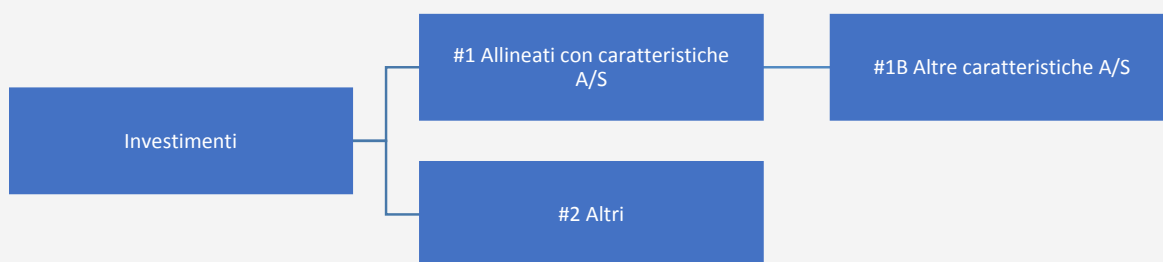 #1 Allineati con caratteristiche
A/S
#1B Altre caratteristiche A/S
Investimenti
#2 Altri